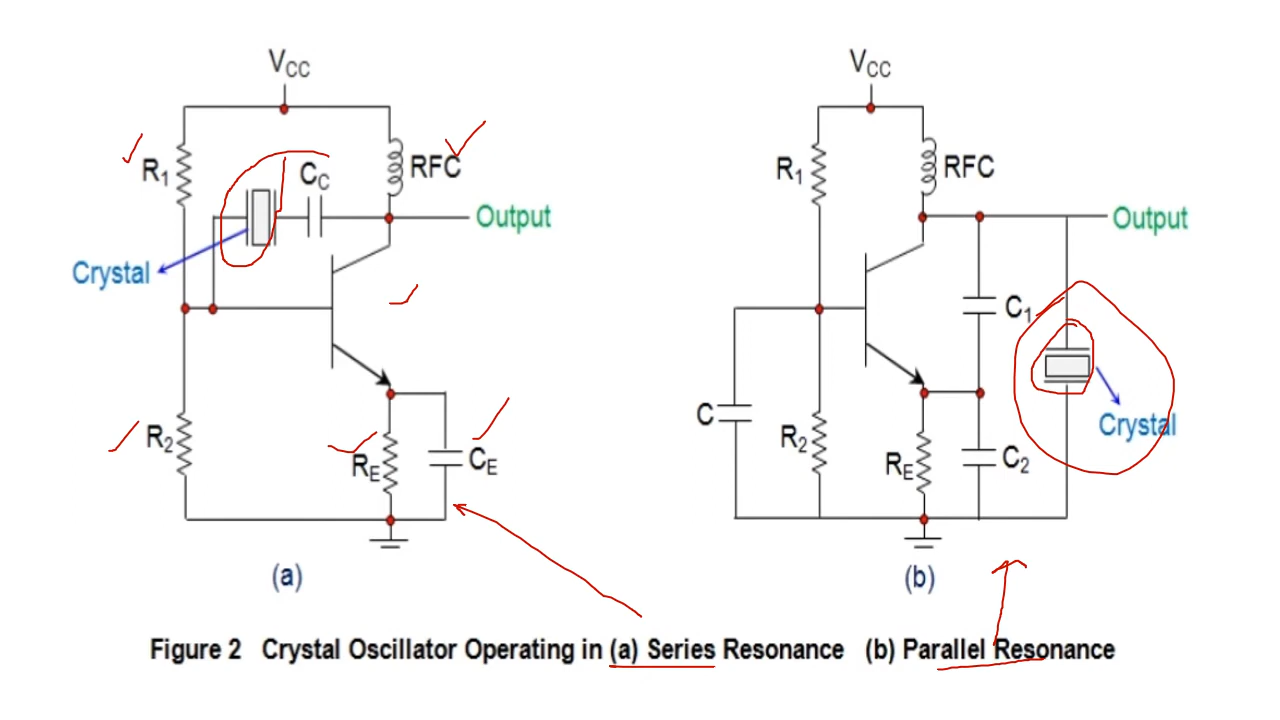 VCC
R1
CC
RFC
Output
Crystal
R2
RE
CE
(a)
VCC
R1
RFC
Output
C1
C
R2
RE
C2
Crystal
(b)
Figure 2 Crystal Oscillator Operating in (a) Series Resonance (b) Parallel Resonance